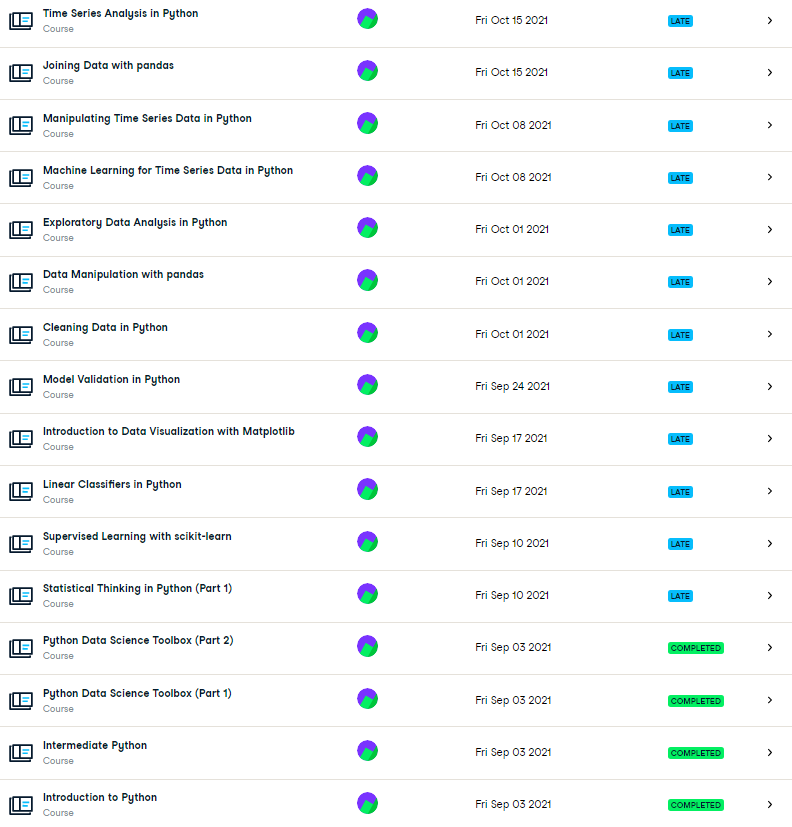 Time Series Analysis in Python
Course
Fri Oct 15 2021
LATE
Joining Data with pandas
Course
Fri Oct 15 2021
LATE
Manipulating Time Series Data in Python
Course
Fri Oct 08 2021
LATE
Machine Learning for Time Series Data in Python
Course
Fri Oct 08 2021
LATE
Exploratory Data Analysis in Python
Course
Fri Oct 01 2021
LATE
Data Manipulation with pandas
Course
Fri Oct 01 2021
LATE
Cleaning Data in Python
Course
Fri Oct 01 2021
LATE
Model Validation in Python
Course
Fri Sep 24 2021
LATE
Introduction to Data Visualization with Matplotlib
Course
Fri Sep 17 2021
LATE
Linear Classifiers in Python
Course
Fri Sep 17 2021
LATE
Supervised Learning with scikit-learn
Course
Fri Sep 10 2021
LATE
Statistical Thinking in Python (Part 1)
Course
Fri Sep 10 2021
LATE
Python Data Science Toolbox (Part 2)
Course
Fri Sep 03 2021
COMPLETED
Python Data Science Toolbox (Part 1)
Course
Fri Sep 03 2021
COMPLETED
Intermediate Python
Course
Fri Sep 03 2021
COMPLETED
Introduction to Python
Course
Fri Sep 03 2021
COMPLETED